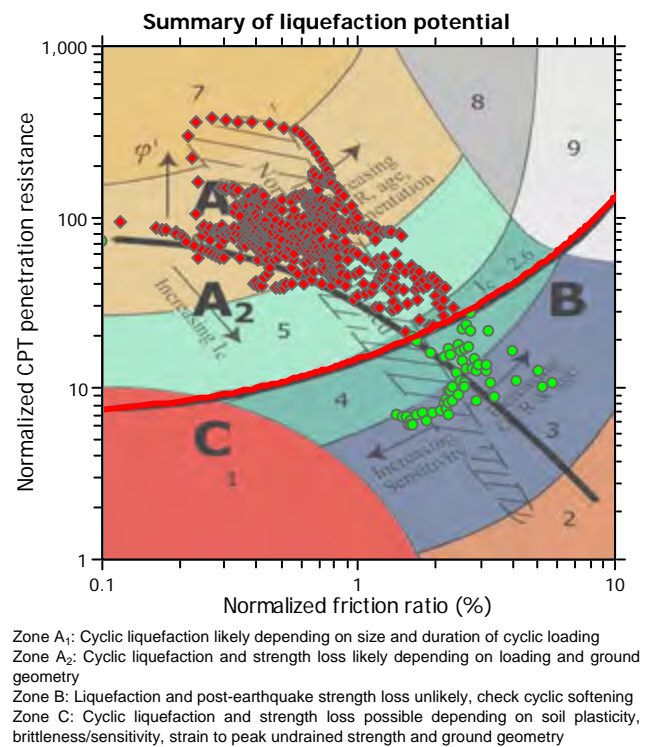 Summary of liquefaction potential
1,000
100
10
1
Normalized CPT penetration resistance
7
8
9
φ'
A
A2
Increasing Ic
5
Ic = 2.6
B
4
C
1
Increasing
Sensitivity
3
2
0.1
1
10
Normalized friction ratio (%)
Zone A1: Cyclic liquefaction likely depending on size and duration of cyclic loading
Zone A2: Cyclic liquefaction and strength loss likely depending on loading and ground
geometry
Zone B: Liquefaction and post-earthquake strength loss unlikely, check cyclic softening
Zone C: Cyclic liquefaction and strength loss possible depending on soil plasticity,
brittleness/sensitivity, strain to peak undrained strength and ground geometry